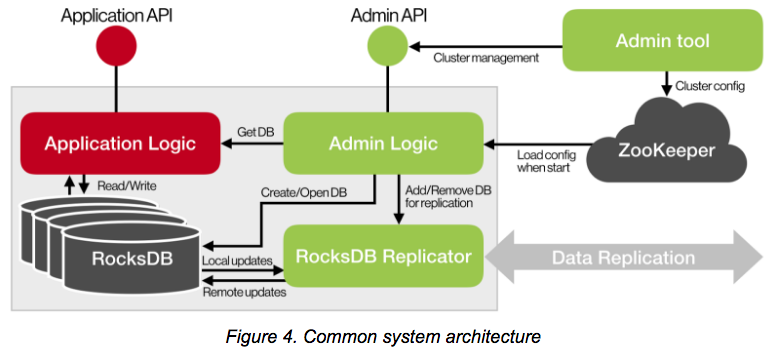 Application API
Admin API
Admin tool
Cluster management
Cluster config
Application Logic
Get DB
Admin Logic
Load config
when start
ZooKeeper
Read/Write
Create/Open DB
Add/Remove DB
for replication
RocksDB
Local updates
Remote updates
RocksDB Replicator
Data Replication
Figure 4. Common system architecture